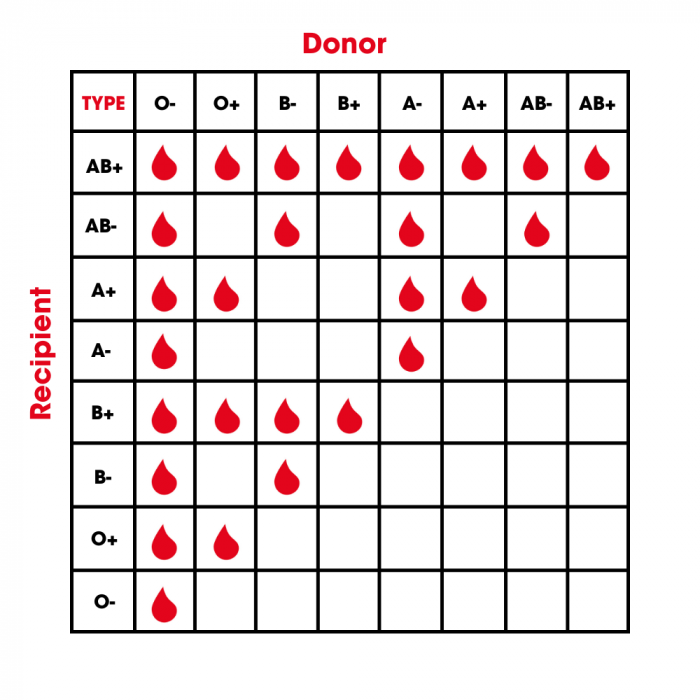 Donor
TYPE O- O+ B- B+ A- A+ AB- AB+
AB+
AB-
A+
A-
B+
B-
O+
O-
Recipient